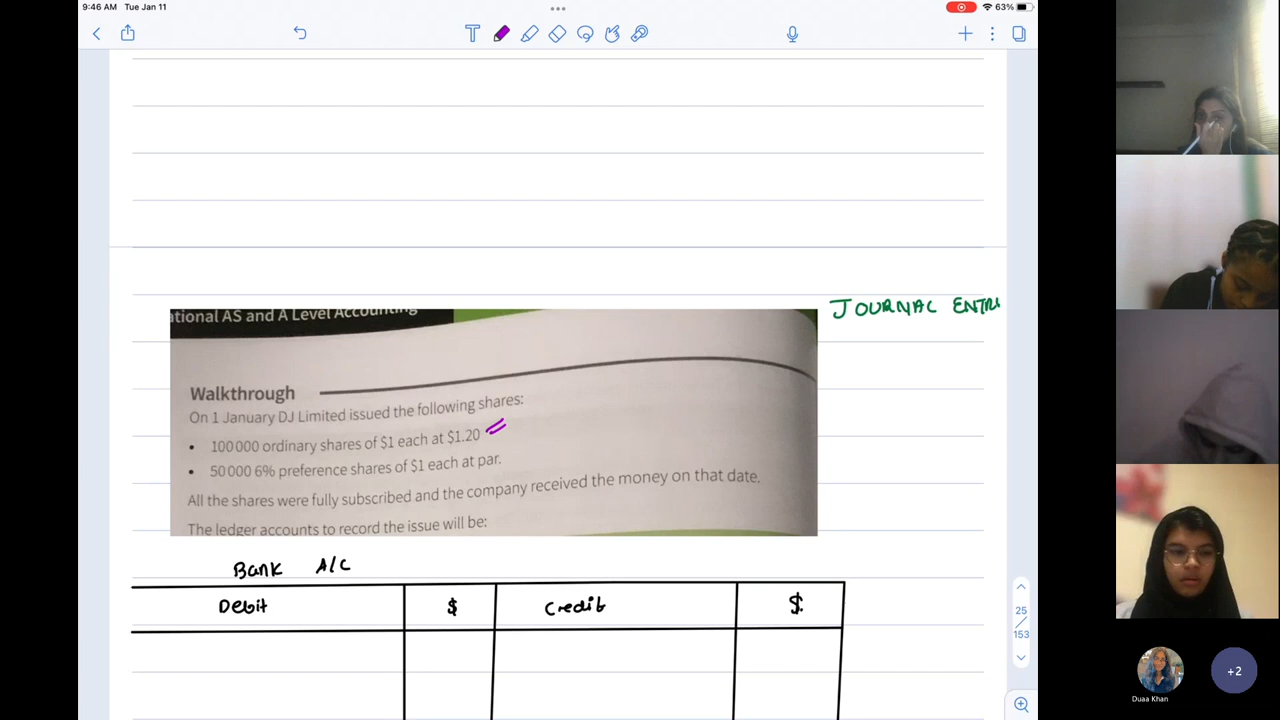 9:46 AM Tue Jan 11
63%
JOURNAL ENTRI
ational AS and A Level Accounting
Walkthrough
On 1 January DJ Limited issued the following shares:
• 100 000 ordinary shares of $1 each at $1.20
• 50 000 6% preference shares of $1 each at par.
All the shares were fully subscribed and the company received the money on that date.
The ledger accounts to record the issue will be:
Bank A/C
Debit $ Credit $
25
/
153
+2
Duaa Khan